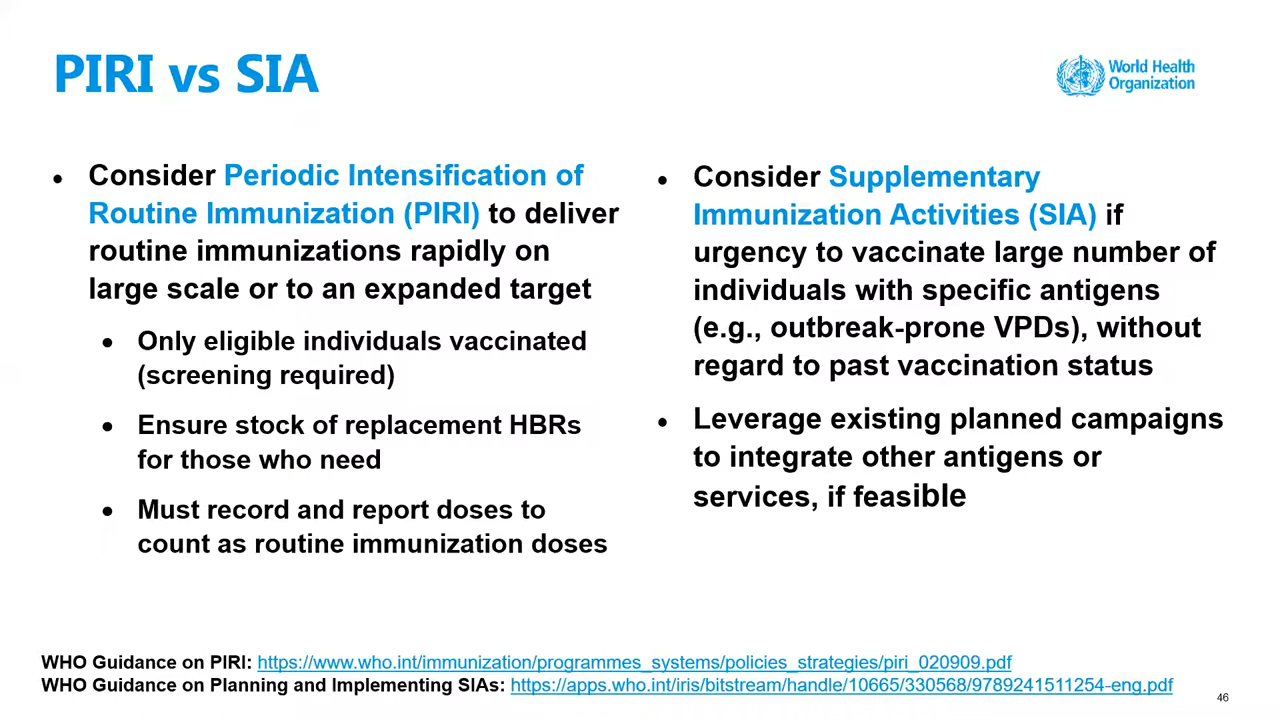 PIRI vs SIA
World Health
Organization
• Consider Periodic Intensification of
Routine Immunization (PIRI) to deliver
routine immunizations rapidly on
large scale or to an expanded target
• Only eligible individuals vaccinated
(screening required)
• Ensure stock of replacement HBRs
for those who need
• Must record and report doses to
count as routine immunization doses
• Consider Supplementary
Immunization Activities (SIA) if
urgency to vaccinate large number of
individuals with specific antigens
(e.g., outbreak-prone VPDs), without
regard to past vaccination status
• Leverage existing planned campaigns
to integrate other antigens or
services, if feasible
WHO Guidance on PIRI: https://www.who.int/immunization/programmes_systems/policies_strategies/piri_020909.pdf
WHO Guidance on Planning and Implementing SIAs: https://apps.who.int/iris/bitstream/handle/10665/330568/9789241511254-eng.pdf
46